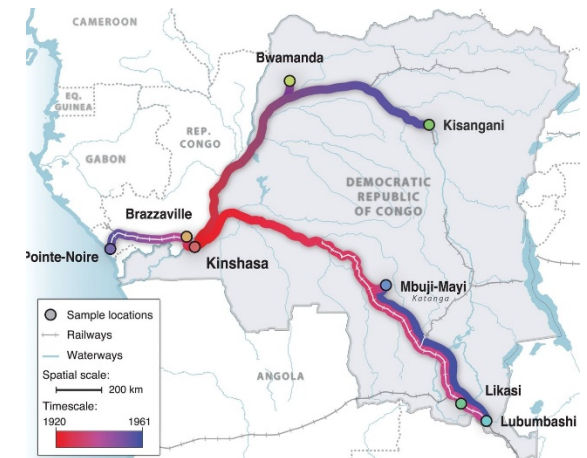 CAMEROON
Bwamanda
EQ.
GUINEA
REP.
CONGO
Kisangani
GABON
DEMOCRATIC
REPUBLIC
OF CONGO
Brazzaville
Pointe-Noire
Kinshasa
Mbuji-Mayi
Katanga
Sample locations
Railways
Waterways
Spatial scale:
200 km
Timescale:
1920 1961
ANGOLA
Likasi
Lubumbashi